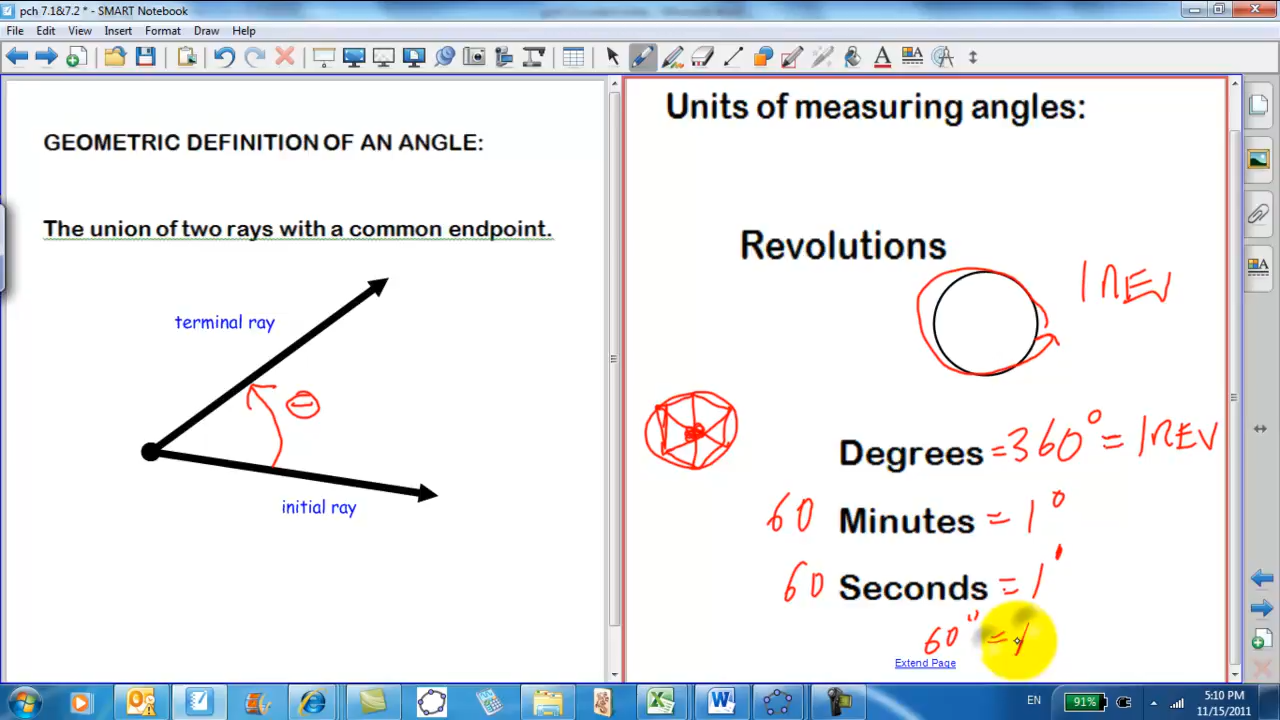 pch 7.1&7.2 * - SMART Notebook
File Edit View Insert Format Draw Help
GEOMETRIC DEFINITION OF AN ANGLE:
The union of two rays with a common endpoint.
terminal ray
θ
initial ray
Units of measuring angles:
Revolutions
1 REV
Degrees = 360° = 1 REV
60 Minutes = 1°
60 Seconds = 1'
60" = 1
Extend Page
EN
91%
5:10 PM
11/15/2011